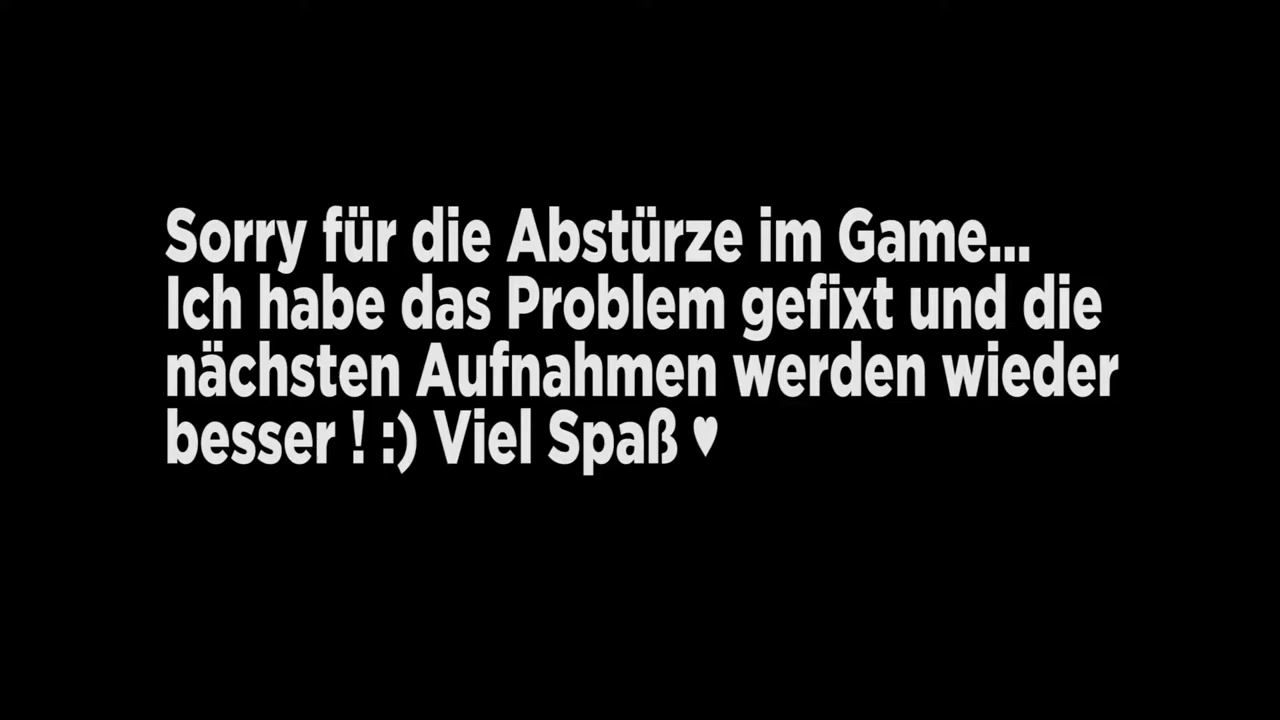 Sorry für die Abstürze im Game...
Ich habe das Problem gefixt und die
nächsten Aufnahmen werden wieder
besser ! :) Viel Spaß ♥